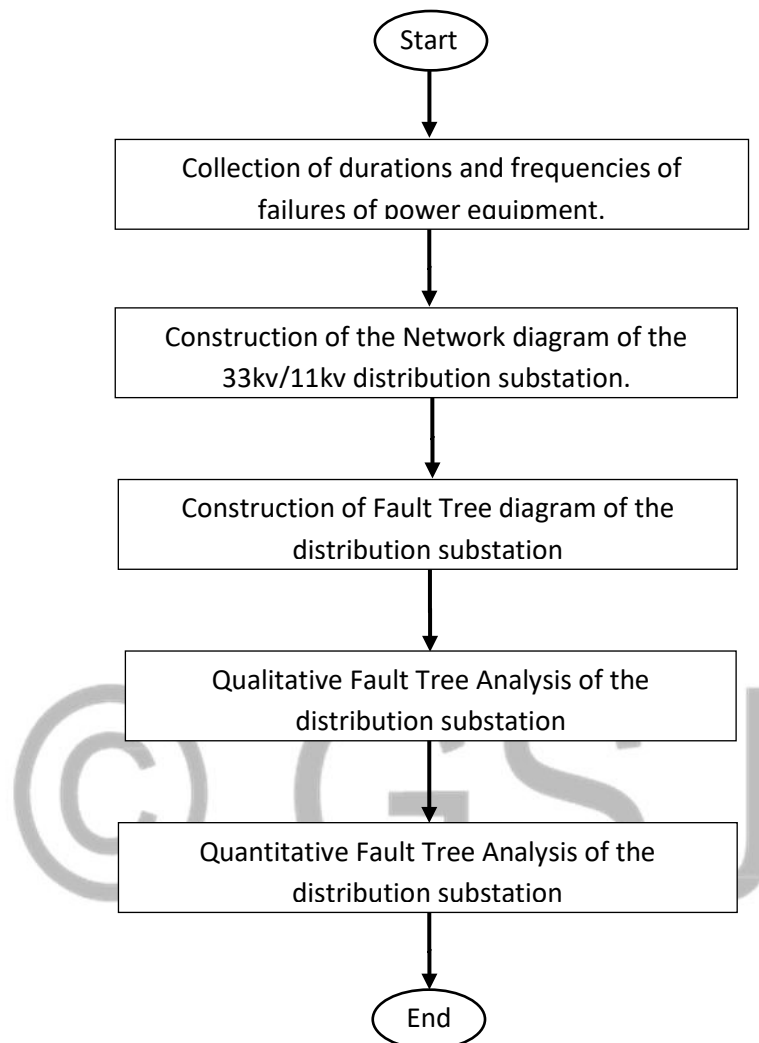 Start
Collection of durations and frequencies of
failures of power equipment.
Construction of the Network diagram of the
33kv/11kv distribution substation.
Construction of Fault Tree diagram of the
distribution substation
Qualitative Fault Tree Analysis of the
distribution substation
© GSJ
Quantitative Fault Tree Analysis of the
distribution substation
End